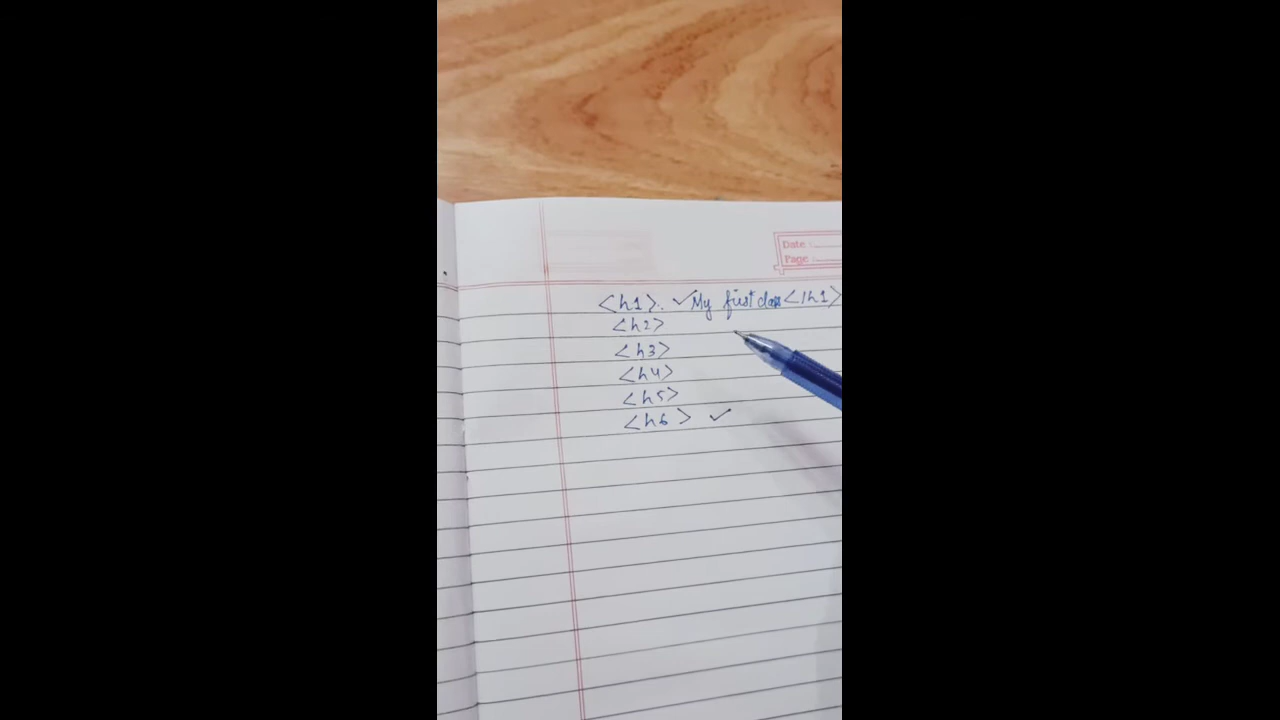 Date :......
Page :......
<h1>. ✓ My first class </h1>
<h2>
<h3>
<h4>
<h5>
<h6> ✓